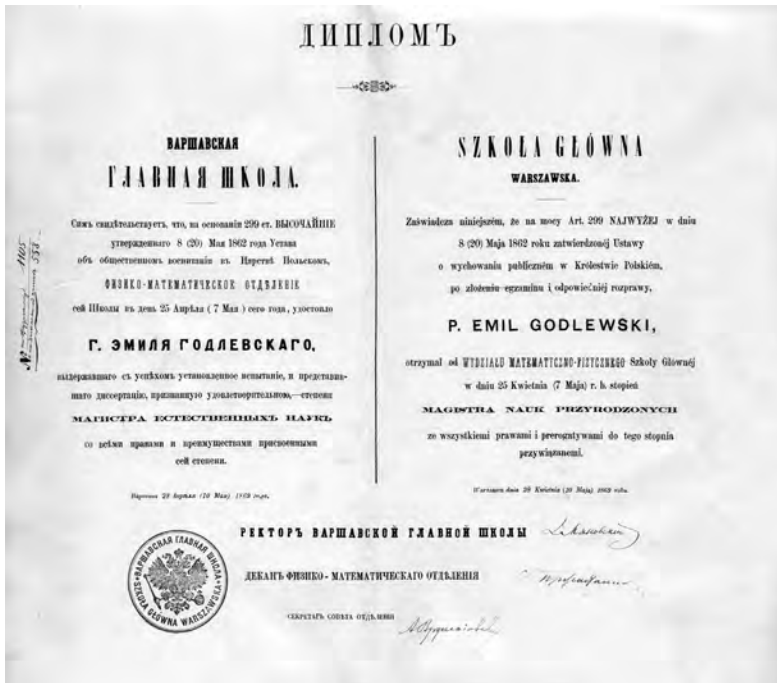 ДИПЛОМЪ
ВАРШАВСКАЯ
ГЛАВНАЯ ШКОЛА.
Симъ свидѣтельствуетъ, что, на основаніи 299 ст. ВЫСОЧАЙШЕ
утвержденнаго 8 (20) Мая 1862 года Устава
объ общественномъ воспитаніи въ Царствѣ Польскомъ,
ФИЗИКО-МАТЕМАТИЧЕСКОЕ ОТДѢЛЕНІЕ
сей Школы въ день 25 Апрѣля (7 Мая) сего года, удостоило
Г. ЭМИЛЯ ГОДЛЕВСКАГО,
выдержавшаго съ успѣхомъ установленное испытаніе, и представив-
шаго диссертацію, признанную удовлетворительною,—степени
МАГИСТРА ЕСТЕСТВЕННЫХЪ НАУКЪ
со всѣми правами и преимуществами присвоенными
сей степени.
SZKOŁA GŁÓWNA
WARSZAWSKA.
Zaświadcza niniejszém, że na mocy Art. 299 NAJWYŻEJ w dniu
8 (20) Maja 1862 roku zatwierdzonéj Ustawy
o wychowaniu publiczném w Królestwie Polskiém,
po złożeniu egzaminu i odpowiedniéj rozprawy,
P. EMIL GODLEWSKI,
otrzymał od WYDZIAŁU MATEMATYCZNO-FIZYCZNEGO Szkoły Głównéj
w dniu 25 Kwietnia (7 Maja) r. b. stopień
MAGISTRA NAUK PRZYRODZONYCH
ze wszystkiemi prawami i prerogatywami do tego stopnia
przywiązanemi.
РЕКТОРЪ ВАРШАВСКОЙ ГЛАВНОЙ ШКОЛЫ
ДЕКАНЪ ФИЗИКО-МАТЕМАТИЧЕСКАГО ОТДѢЛЕНІЯ
СЕКРЕТАРЬ СОВѢТА ОТДѢЛЕНІЯ
ВАРШАВСКАЯ ГЛАВНАЯ ШКОЛА
SZKOŁA GŁÓWNA WARSZAWSKA